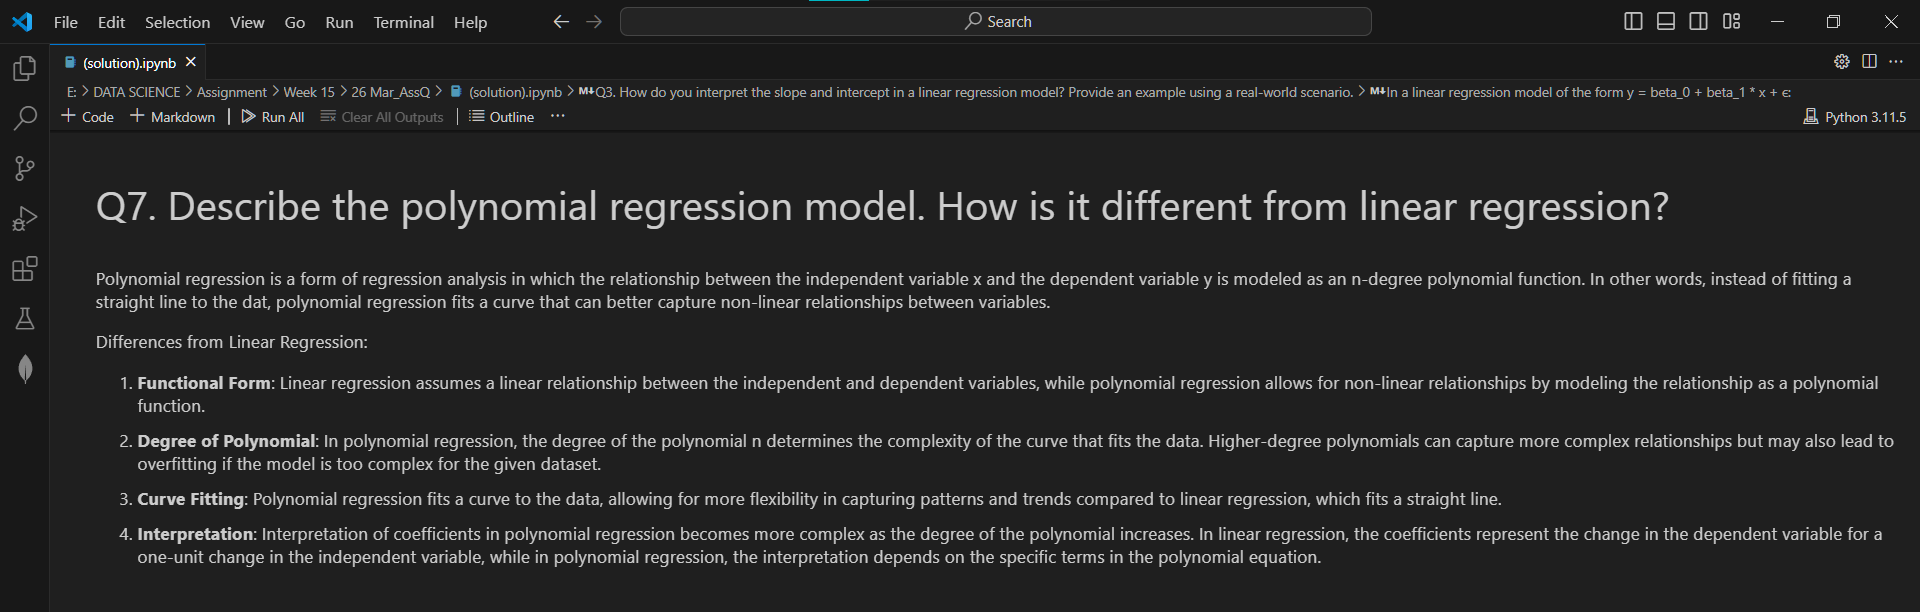 File Edit Selection View Go Run Terminal Help
Search
(solution).ipynb
E: > DATA SCIENCE > Assignment > Week 15 > 26 Mar_AssQ > (solution).ipynb > M↓Q3. How do you interpret the slope and intercept in a linear regression model? Provide an example using a real-world scenario. > M↓In a linear regression model of the form y = beta_0 + beta_1 * x + ϵ:
+ Code + Markdown | Run All Clear All Outputs | Outline ...
Python 3.11.5
Q7. Describe the polynomial regression model. How is it different from linear regression?
Polynomial regression is a form of regression analysis in which the relationship between the independent variable x and the dependent variable y is modeled as an n-degree polynomial function. In other words, instead of fitting a
straight line to the dat, polynomial regression fits a curve that can better capture non-linear relationships between variables.
Differences from Linear Regression:
1. Functional Form: Linear regression assumes a linear relationship between the independent and dependent variables, while polynomial regression allows for non-linear relationships by modeling the relationship as a polynomial
function.
2. Degree of Polynomial: In polynomial regression, the degree of the polynomial n determines the complexity of the curve that fits the data. Higher-degree polynomials can capture more complex relationships but may also lead to
overfitting if the model is too complex for the given dataset.
3. Curve Fitting: Polynomial regression fits a curve to the data, allowing for more flexibility in capturing patterns and trends compared to linear regression, which fits a straight line.
4. Interpretation: Interpretation of coefficients in polynomial regression becomes more complex as the degree of the polynomial increases. In linear regression, the coefficients represent the change in the dependent variable for a
one-unit change in the independent variable, while in polynomial regression, the interpretation depends on the specific terms in the polynomial equation.